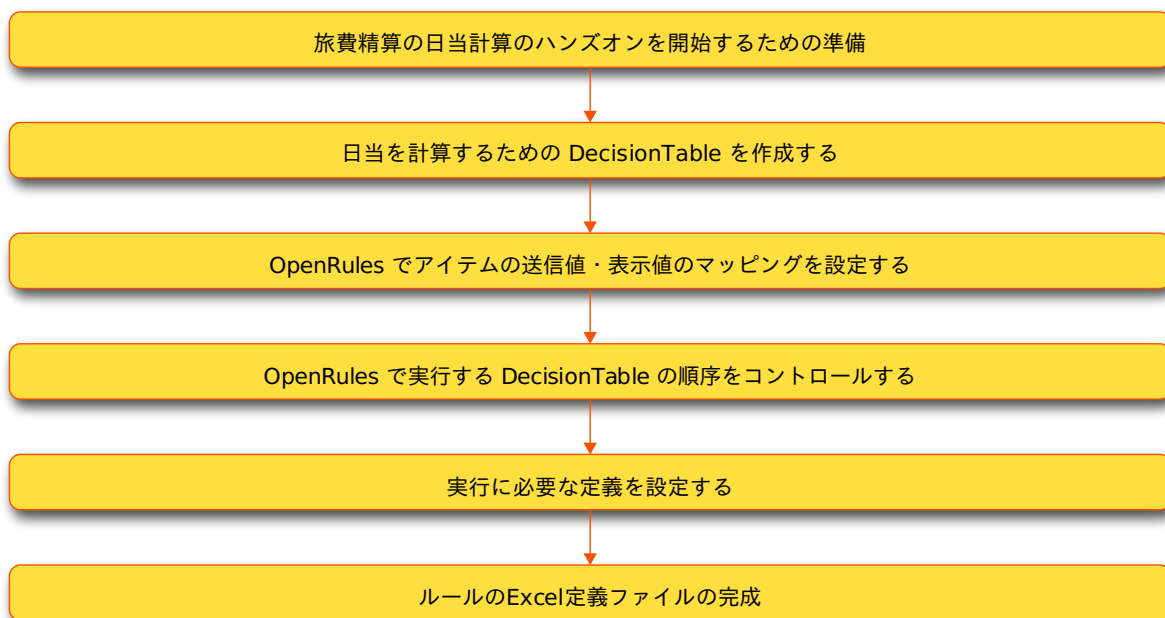 旅費精算の日当計算のハンズオンを開始するための準備
日当を計算するための DecisionTable を作成する
OpenRules でアイテムの送信値・表示値のマッピングを設定する
OpenRules で実行する DecisionTable の順序をコントロールする
実行に必要な定義を設定する
ルールのExcel定義ファイルの完成